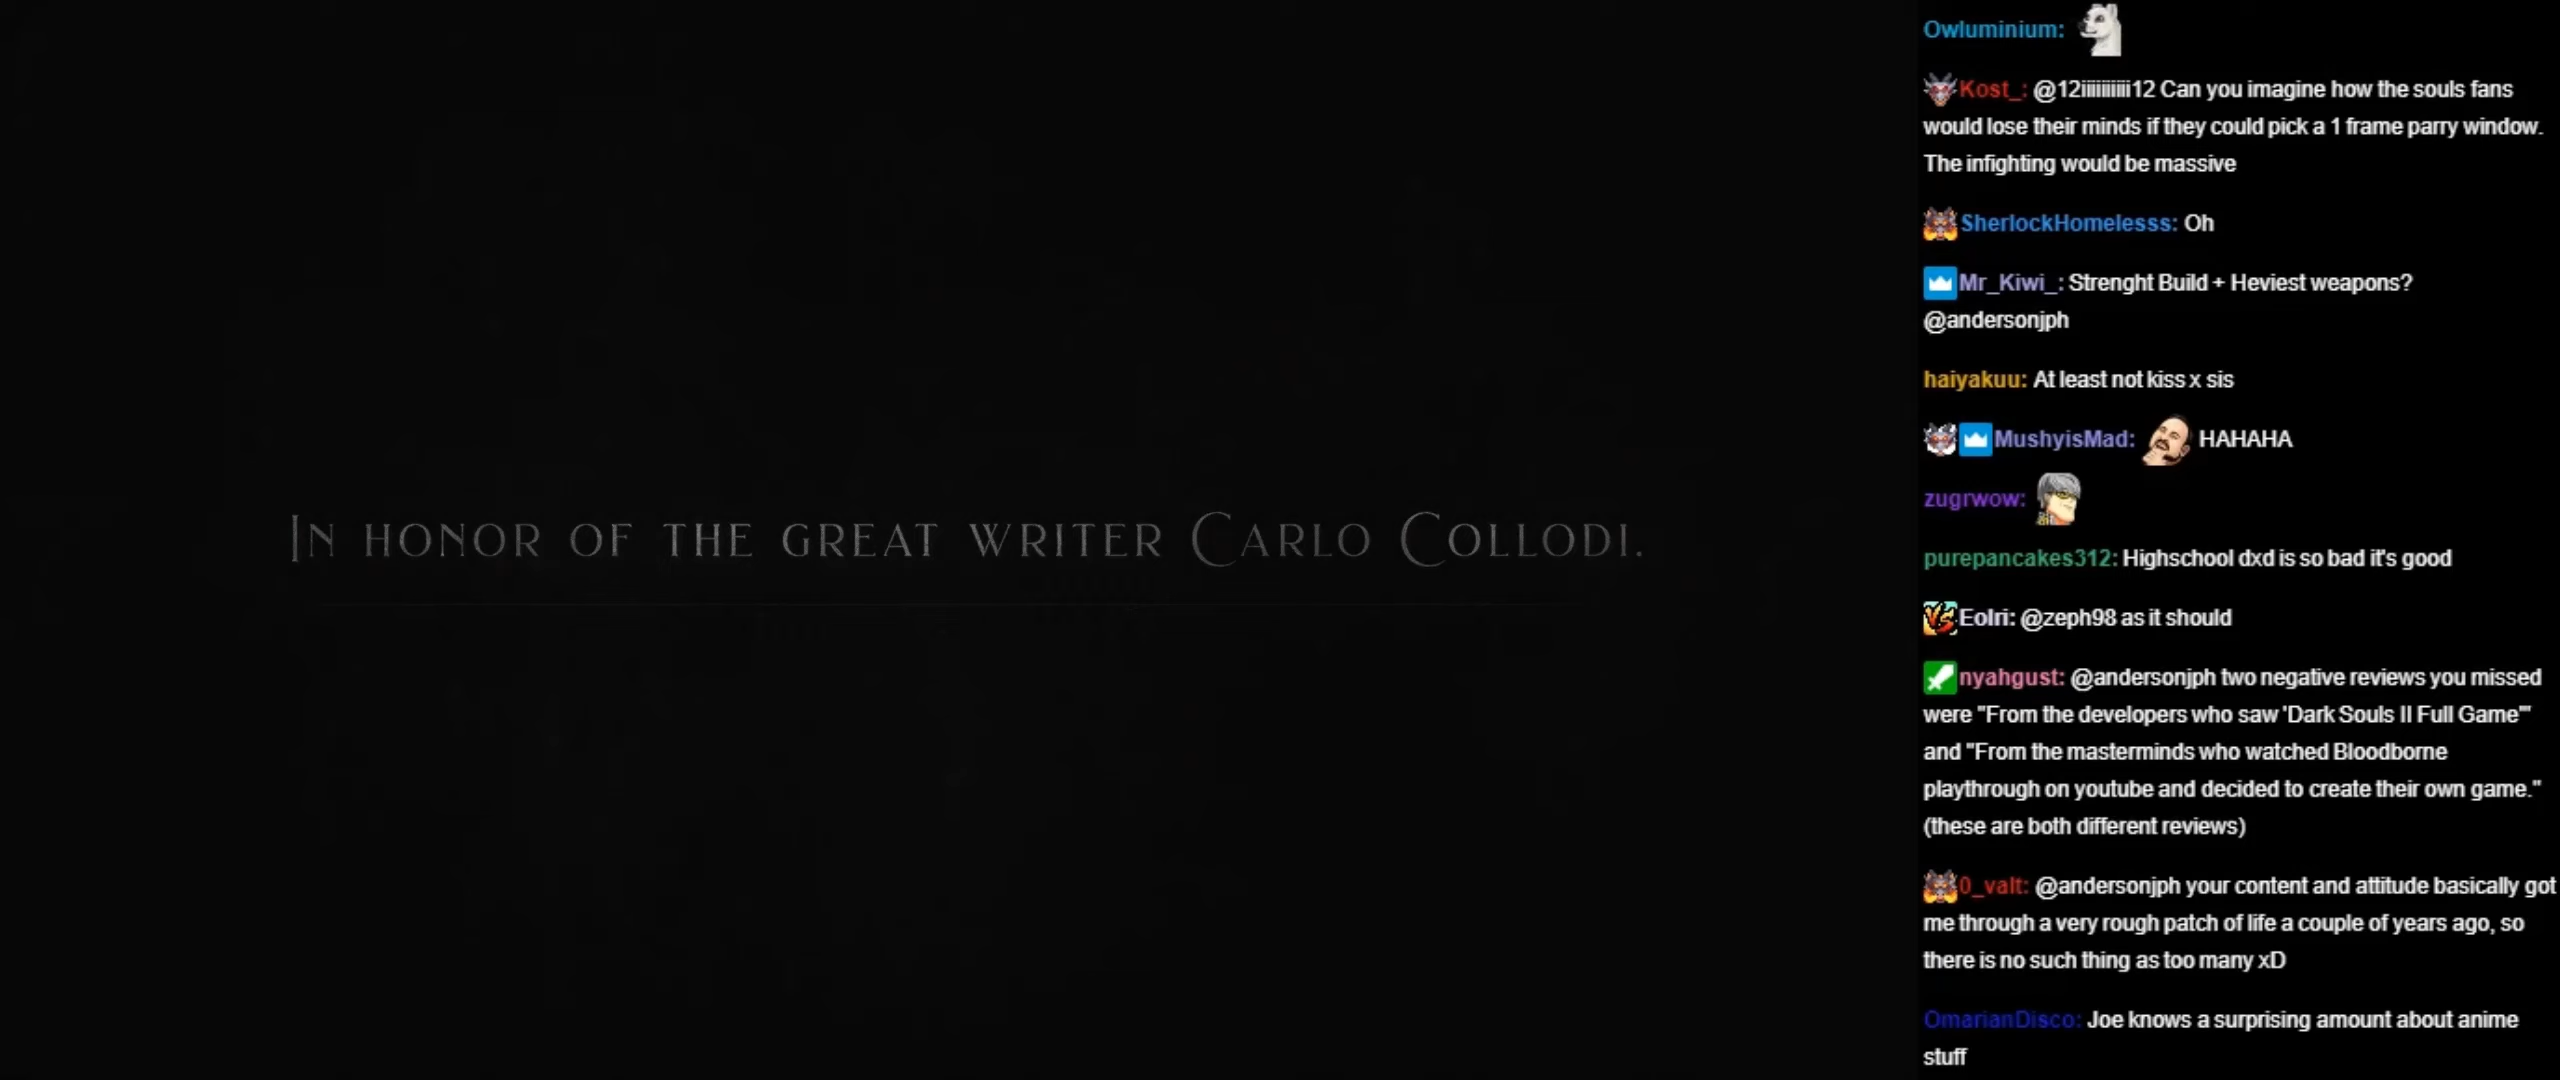 In honor of the great writer Carlo Collodi.
Owluminium:
Kost_: @12iiiiiiiiii12 Can you imagine how the souls fans
would lose their minds if they could pick a 1 frame parry window.
The infighting would be massive
SherlockHomelesss: Oh
Mr_Kiwi_: Strenght Build + Heviest weapons?
@andersonjph
haiyakuu: At least not kiss x sis
MushyisMad: HAHAHA
zugrwow:
purepancakes312: Highschool dxd is so bad it's good
VS Eolri: @zeph98 as it should
nyahgust: @andersonjph two negative reviews you missed
were "From the developers who saw 'Dark Souls II Full Game'"
and "From the masterminds who watched Bloodborne
playthrough on youtube and decided to create their own game."
(these are both different reviews)
0_valt: @andersonjph your content and attitude basically got
me through a very rough patch of life a couple of years ago, so
there is no such thing as too many xD
OmarianDisco: Joe knows a surprising amount about anime
stuff